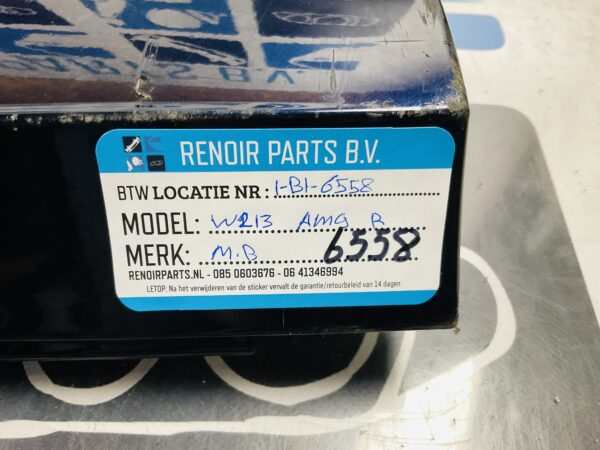 RENOIR PARTS B.V.
BTW LOCATIE NR: 1-B1-6558
MODEL: W213 AMG R
MERK: M.B 6558
RENOIRPARTS.NL - 085 0603676 - 06 41346994
LETOP: Na het verwijderen van de sticker vervalt de garantie/retourbeleid van 14 dagen